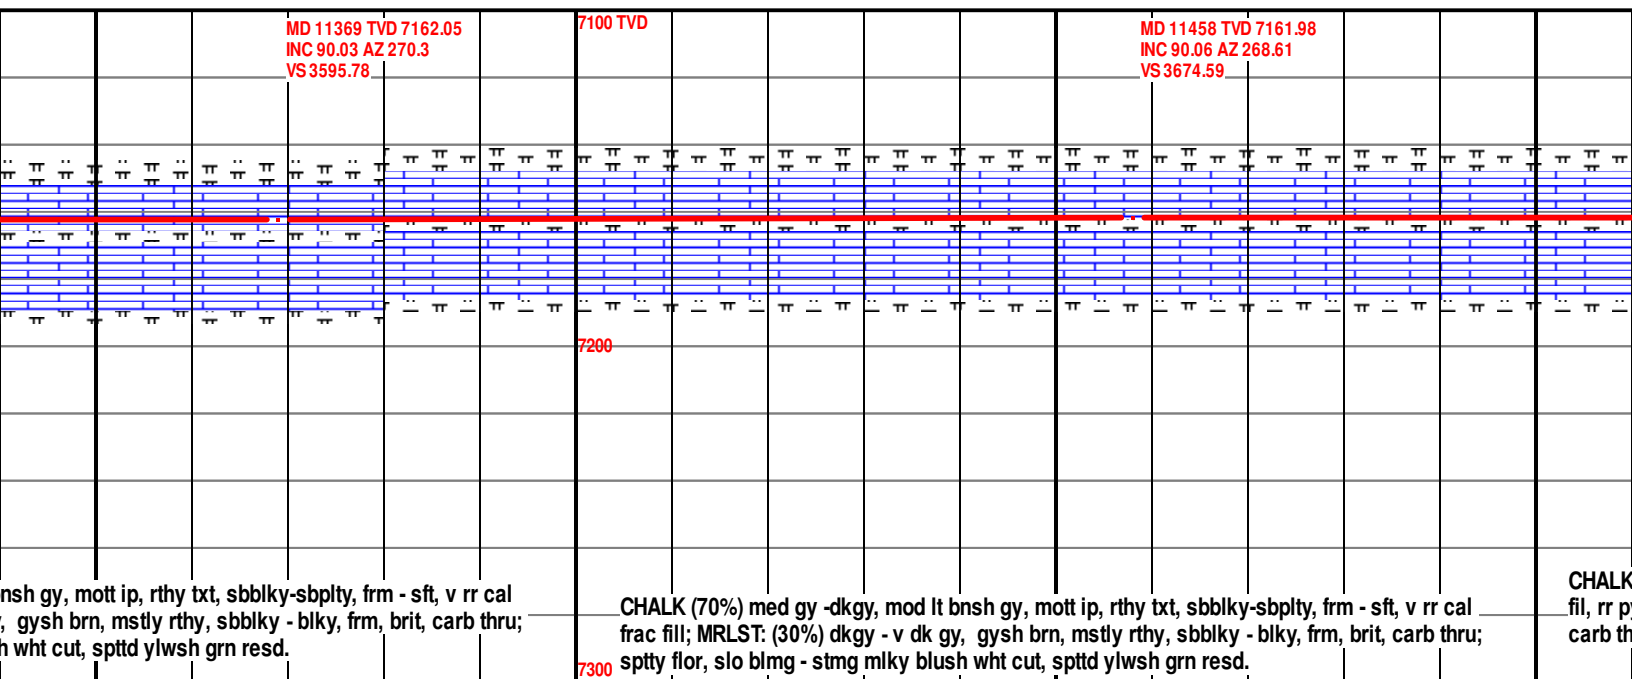 MD 11369 TVD 7162.05
INC 90.03 AZ 270.3
VS 3595.78
7100 TVD
MD 11458 TVD 7161.98
INC 90.06 AZ 268.61
VS 3674.59
7200
nsh gy, mott ip, rthy txt, sbblky-sbplty, frm - sft, v rr cal
, gysh brn, mstly rthy, sbblky - blky, frm, brit, carb thru;
h wht cut, spttd ylwsh grn resd.
CHALK (70%) med gy -dkgy, mod lt bnsh gy, mott ip, rthy txt, sbblky-sbplty, frm - sft, v rr cal
frac fill; MRLST: (30%) dkgy - v dk gy, gysh brn, mstly rthy, sbblky - blky, frm, brit, carb thru;
sptty flor, slo blmg - stmg mlky blush wht cut, spttd ylwsh grn resd.
7300
CHALK
fil, rr p
carb th